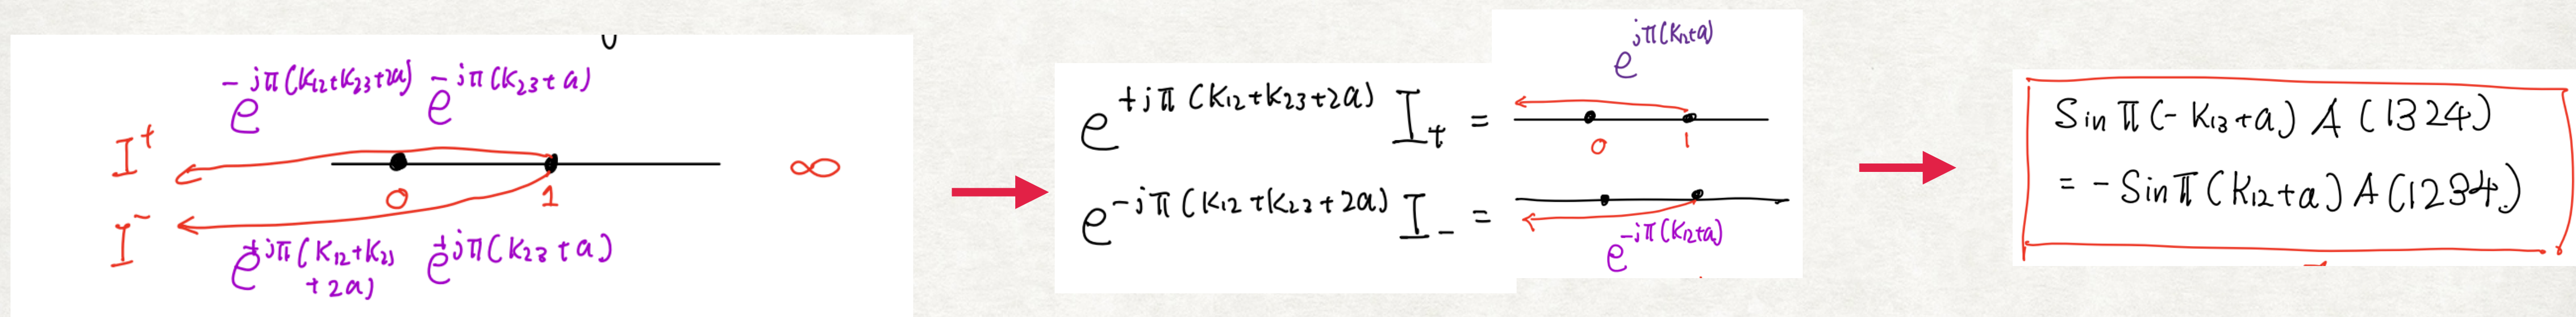 e^{-jπ(K₁₂+K₂₃+2a)} e^{-jπ(K₂₃+a)}
I⁺
0 1 ∞
I⁻
e^{+jπ(K₁₂+K₂₃+2a)} e^{+jπ(K₂₃+a)}
e^{jπ(K₁₂+a)}
e^{+jπ(K₁₂+K₂₃+2a)} I₊ =
0 1
e^{-jπ(K₁₂+K₂₃+2a)} I₋ =
e^{-jπ(K₁₂+a)}
Sin π(-K₁₃+a) A(1324)
= -Sin π(K₁₂+a) A(1234)